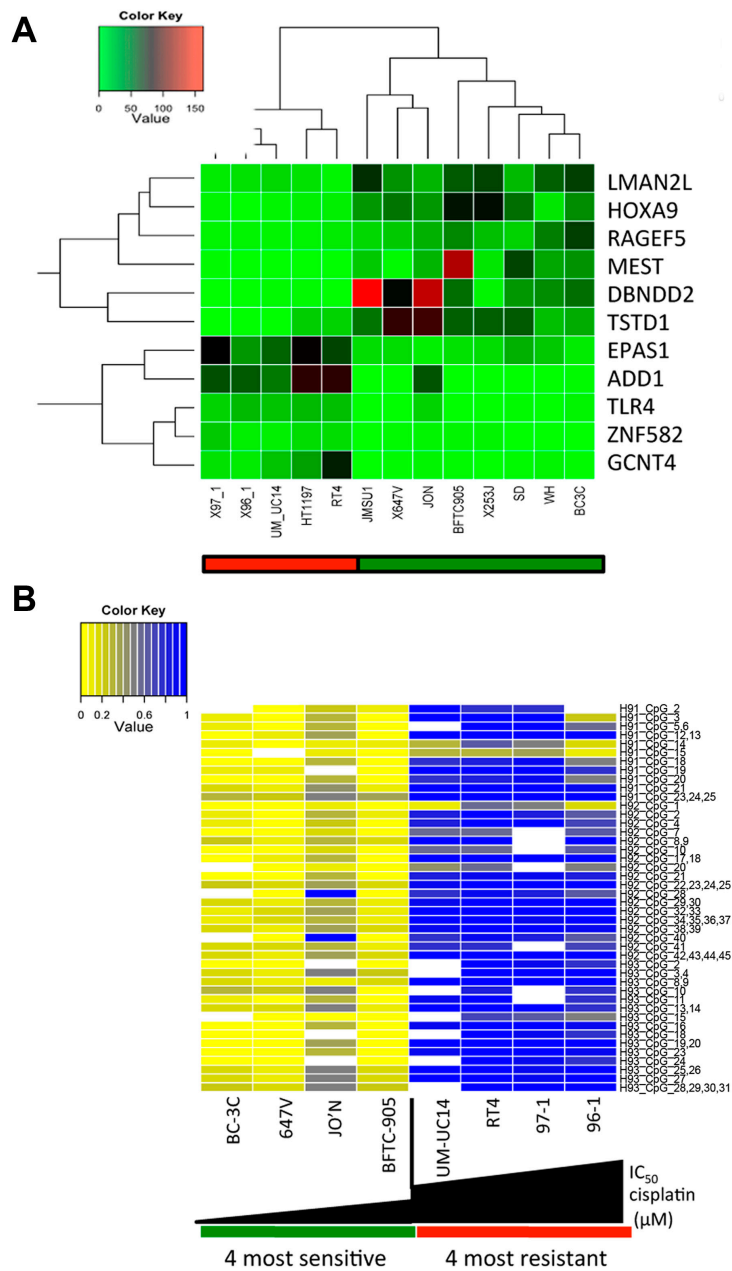 A
Color Key
0 50 100 150
Value
LMAN2L
HOXA9
RAGEF5
MEST
DBNDD2
TSTD1
EPAS1
ADD1
TLR4
ZNF582
GCNT4
X97_1
X96_1
UM_UC14
HT1197
RT4
JMSU1
X647V
JON
BFTC905
X253J
SD
WH
BC3C
B
Color Key
0 0.2 0.6 1
Value
H91_CpG_2
H91_CpG_3
H91_CpG_5,6
H91_CpG_12,13
H91_CpG_14
H91_CpG_15
H91_CpG_18
H91_CpG_19
H91_CpG_20
H91_CpG_21
H91_CpG_23,24,25
H92_CpG_1
H92_CpG_2
H92_CpG_4
H92_CpG_7
H92_CpG_8,9
H92_CpG_10
H92_CpG_17,18
H92_CpG_20
H92_CpG_21
H92_CpG_22,23,24,25
H92_CpG_28
H92_CpG_29,30
H92_CpG_32,33
H92_CpG_34,35,36,37
H92_CpG_38,39
H92_CpG_40
H92_CpG_41
H92_CpG_42,43,44,45
H93_CpG_2
H93_CpG_3,4
H93_CpG_8,9
H93_CpG_10
H93_CpG_11
H93_CpG_13,14
H93_CpG_15
H93_CpG_16
H93_CpG_18
H93_CpG_19,20
H93_CpG_23
H93_CpG_24
H93_CpG_25,26
H93_CpG_27
H93_CpG_28,29,30,31
BC-3C
647V
JO'N
BFTC-905
UM-UC14
RT4
97-1
96-1
IC50
cisplatin
(μM)
4 most sensitive
4 most resistant